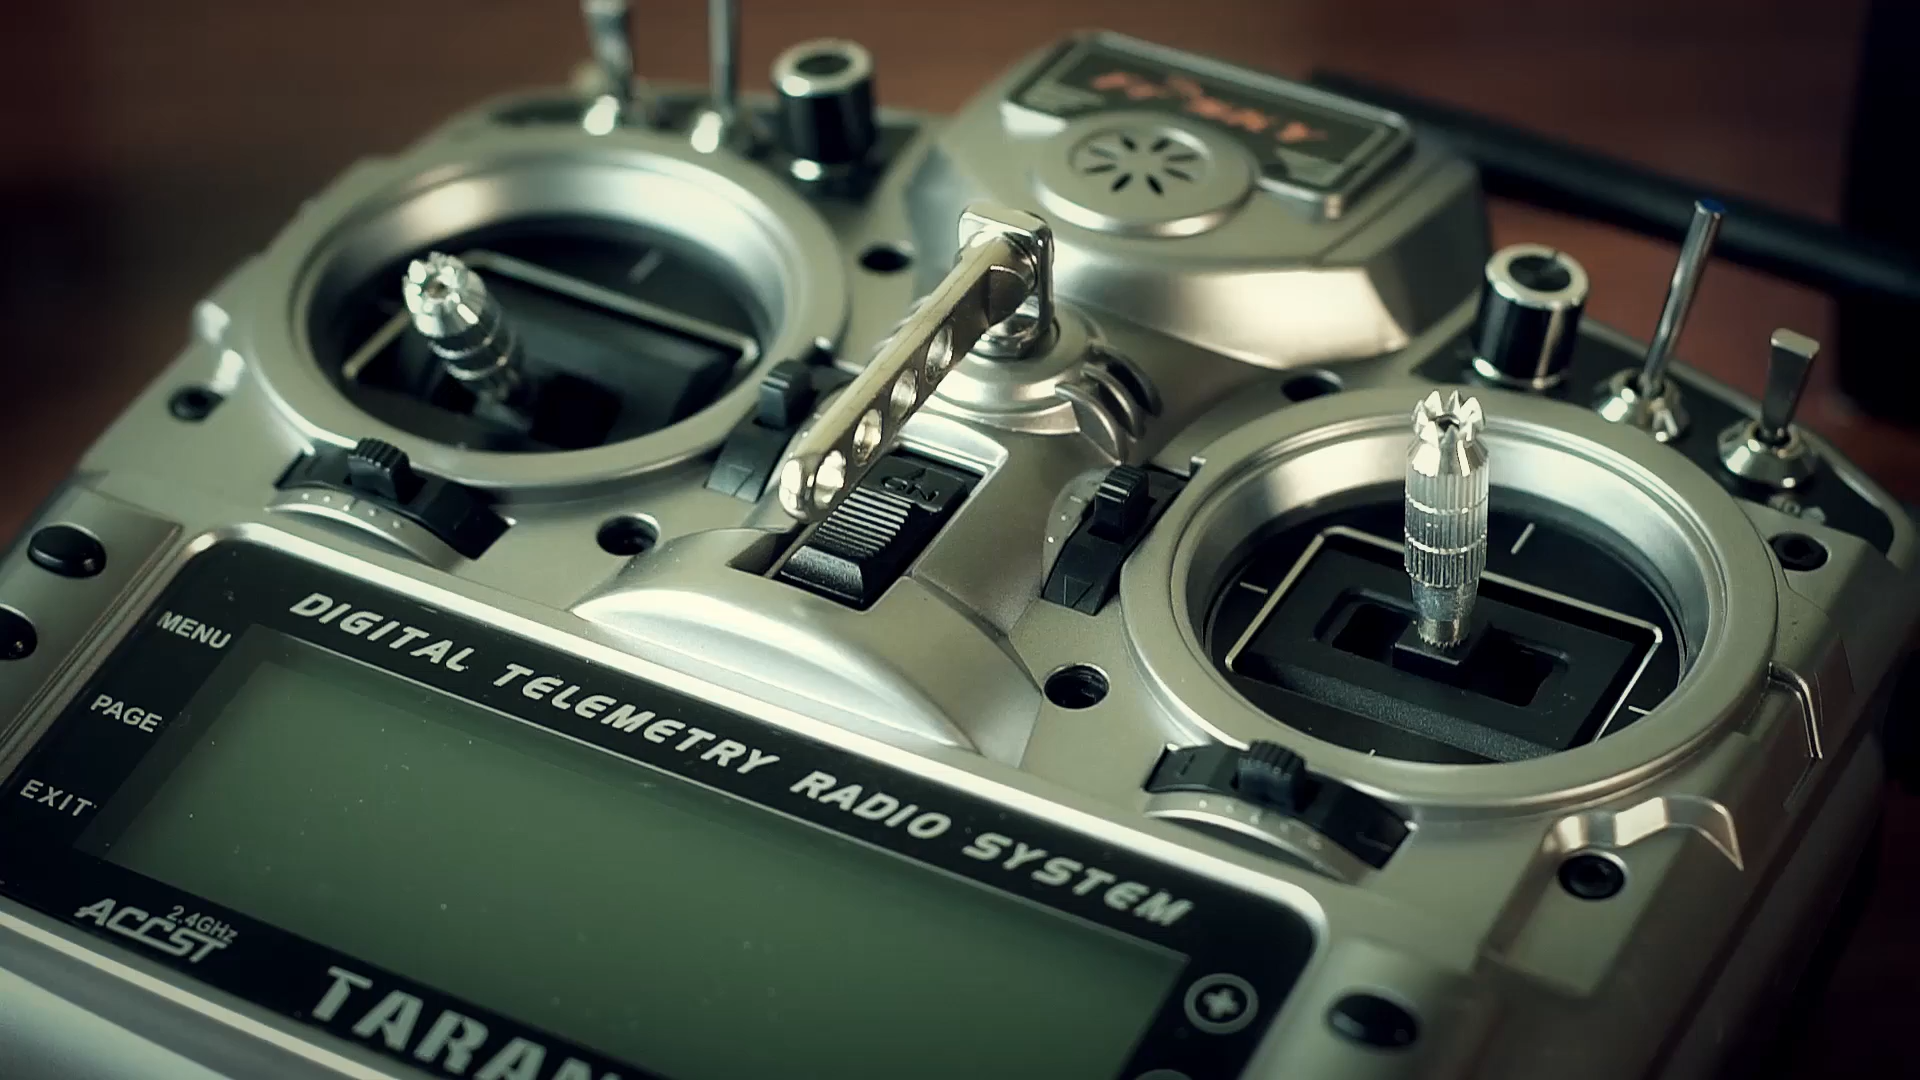 ON
DIGITAL TELEMETRY RADIO SYSTEM
MENU
PAGE
EXIT
ACCST
2.4GHz
TARAN